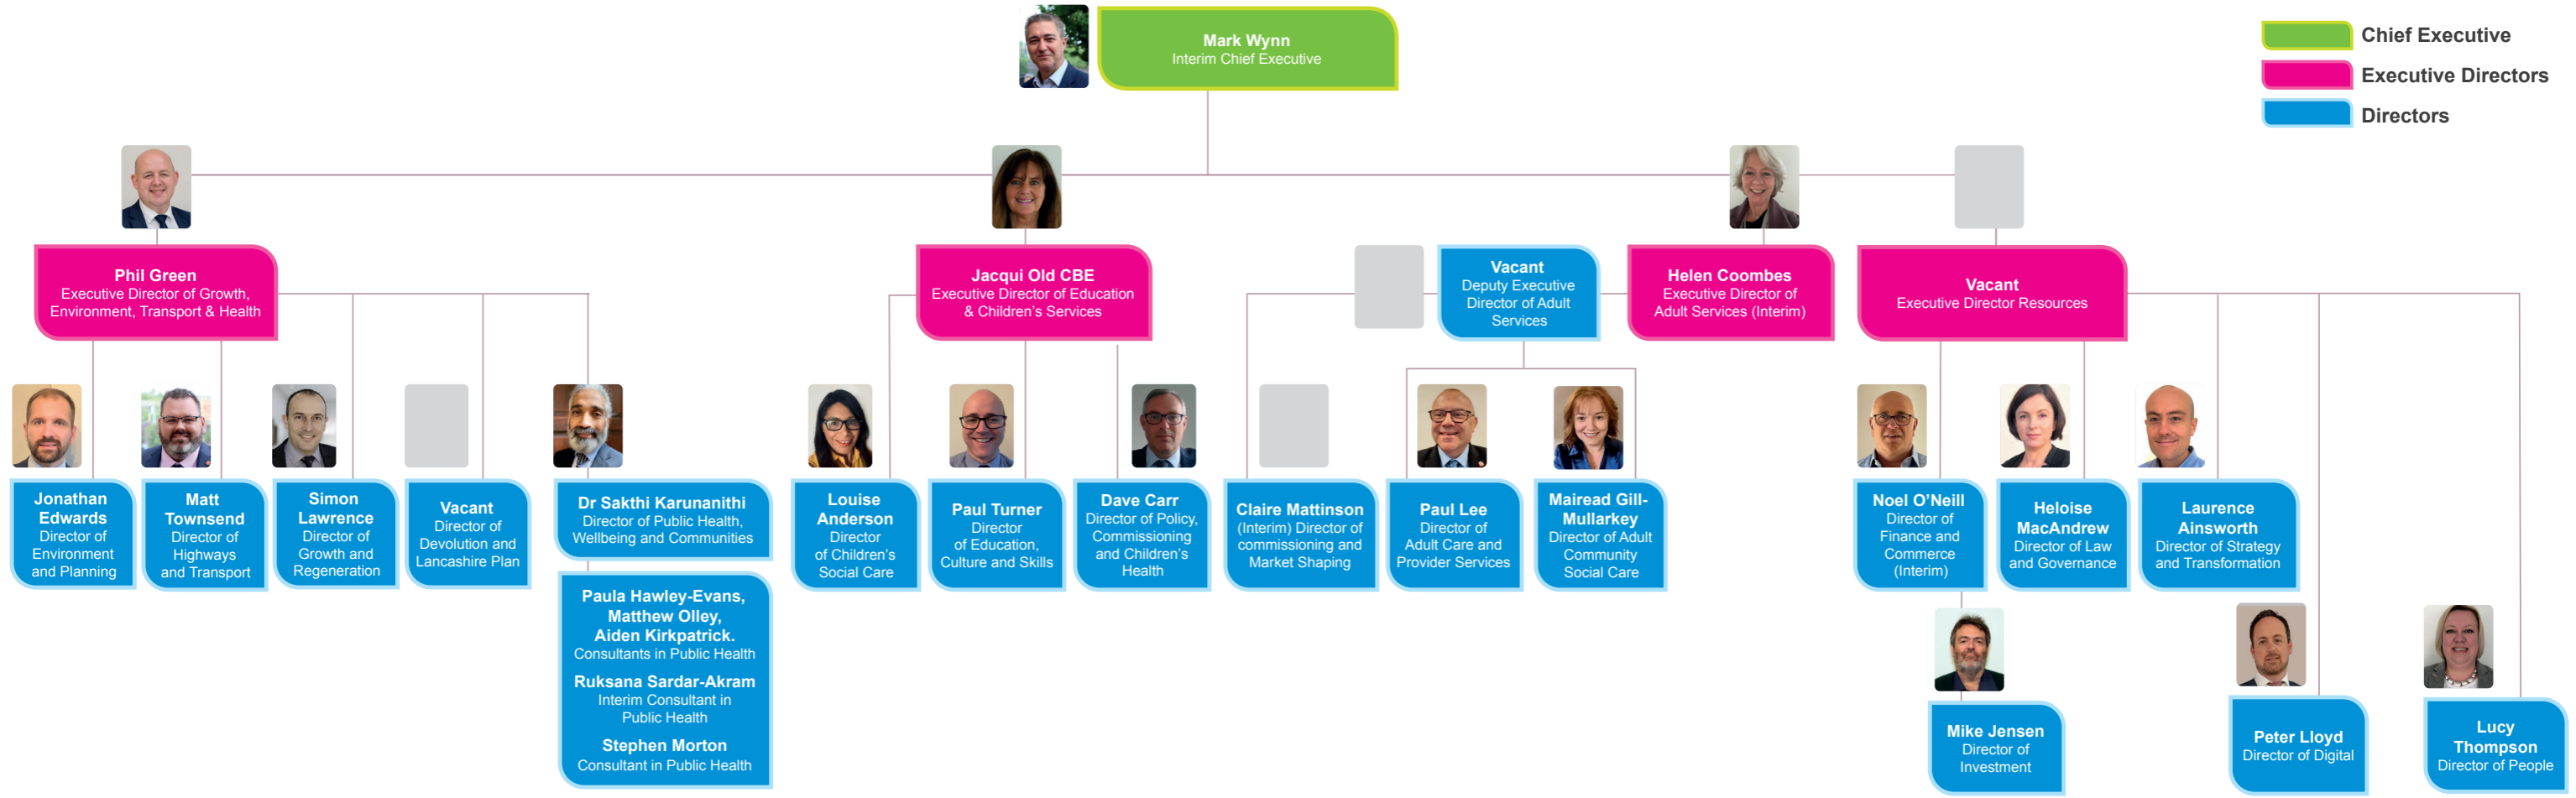 Mark Wynn
Interim Chief Executive
Chief Executive
Executive Directors
Directors
Phil Green
Executive Director of Growth,
Environment, Transport & Health
Jacqui Old CBE
Executive Director of Education
& Children's Services
Vacant
Deputy Executive
Director of Adult
Services
Helen Coombes
Executive Director of
Adult Services (Interim)
Vacant
Executive Director Resources
Jonathan
Edwards
Director of
Environment
and Planning
Matt
Townsend
Director of
Highways
and Transport
Simon
Lawrence
Director of
Growth and
Regeneration
Vacant
Director of
Devolution and
Lancashire Plan
Dr Sakthi Karunanithi
Director of Public Health,
Wellbeing and Communities
Paula Hawley-Evans,
Matthew Olley,
Aiden Kirkpatrick.
Consultants in Public Health
Ruksana Sardar-Akram
Interim Consultant in
Public Health
Stephen Morton
Consultant in Public Health
Louise
Anderson
Director
of Children's
Social Care
Paul Turner
Director
of Education,
Culture and Skills
Dave Carr
Director of Policy,
Commissioning
and Children's
Health
Claire Mattinson
(Interim) Director of
commissioning and
Market Shaping
Paul Lee
Director of
Adult Care and
Provider Services
Mairead Gill-
Mullarkey
Director of Adult
Community
Social Care
Noel O'Neill
Director of
Finance and
Commerce
(Interim)
Heloise
MacAndrew
Director of Law
and Governance
Laurence
Ainsworth
Director of Strategy
and Transformation
Mike Jensen
Director of
Investment
Peter Lloyd
Director of Digital
Lucy
Thompson
Director of People